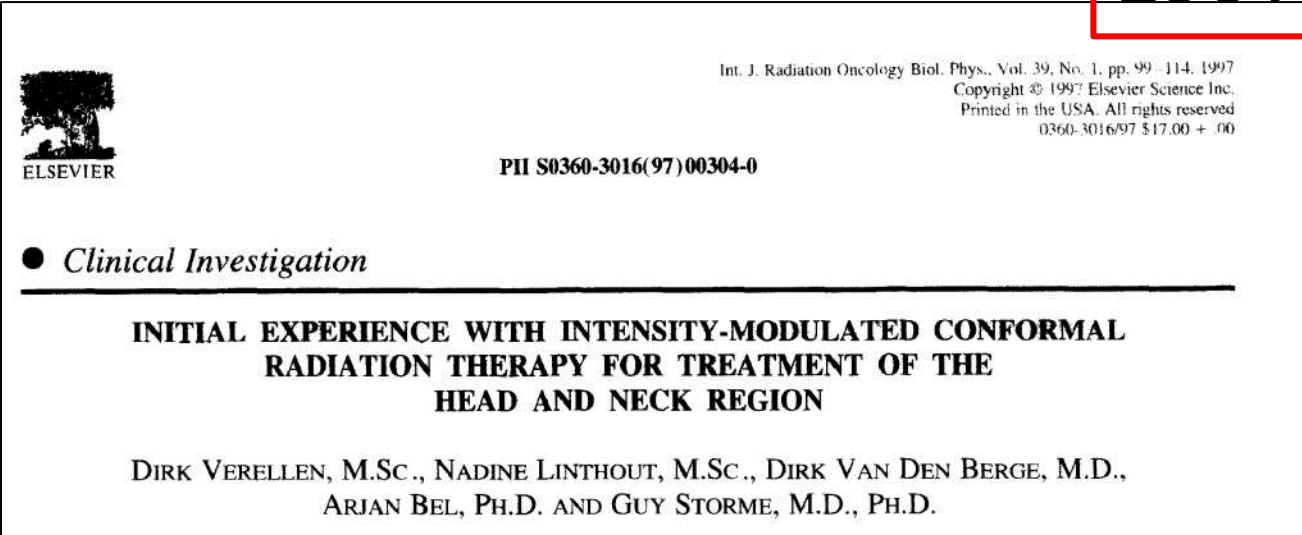 Int. J. Radiation Oncology Biol. Phys., Vol. 39, No. 1, pp. 99–114, 1997
Copyright © 1997 Elsevier Science Inc.
Printed in the USA. All rights reserved
0360-3016/97 $17.00 + .00
ELSEVIER
PII S0360-3016(97)00304-0
● Clinical Investigation
INITIAL EXPERIENCE WITH INTENSITY-MODULATED CONFORMAL
RADIATION THERAPY FOR TREATMENT OF THE
HEAD AND NECK REGION
DIRK VERELLEN, M.SC., NADINE LINTHOUT, M.SC., DIRK VAN DEN BERGE, M.D.,
ARJAN BEL, PH.D. AND GUY STORME, M.D., PH.D.